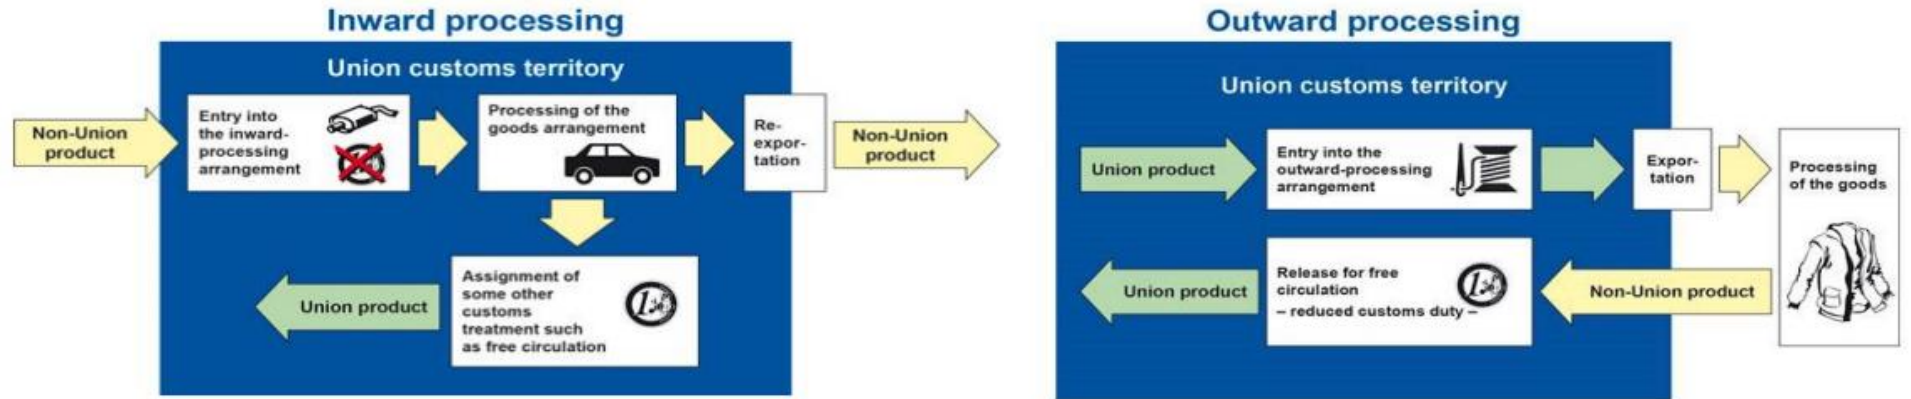 Inward processing
Union customs territory
Non-Union
product
Entry into
the inward-
processing
arrangement
Processing of the
goods arrangement
Re-
expor-
tation
Non-Union
product
Assignment of
some other
customs
treatment such
as free circulation
Union product
Outward processing
Union customs territory
Union product
Entry into the
outward-processing
arrangement
Expor-
tation
Processing
of the goods
Non-Union product
Release for free
circulation
– reduced customs duty –
Union product